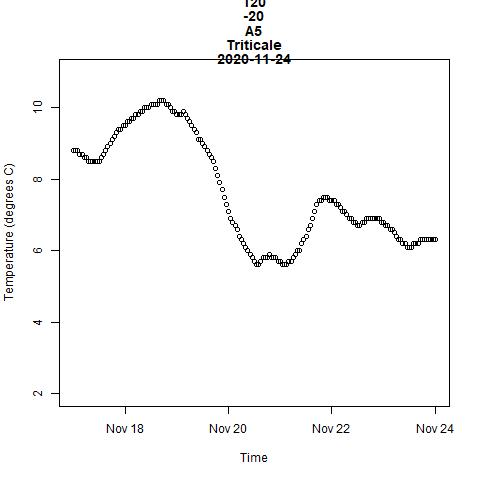 120
-20
A5
Triticale
2020-11-24
Temperature (degrees C)
10
8
6
4
2
Nov 18 Nov 20 Nov 22 Nov 24
Time